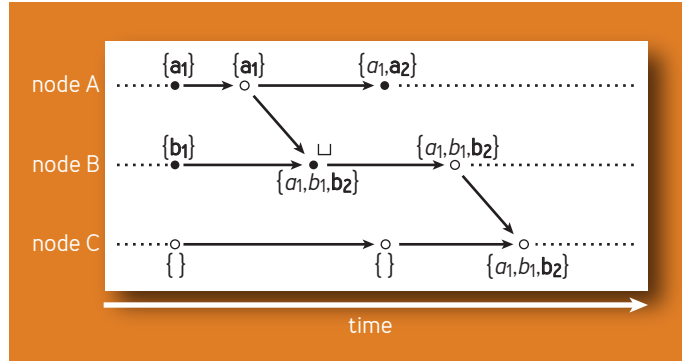 {a₁} {a₁} {a₁,a₂}
node A
{b₁} ⊔ {a₁,b₁,b₂}
node B
{a₁,b₁,b₂}
node C
{ } { } {a₁,b₁,b₂}
time